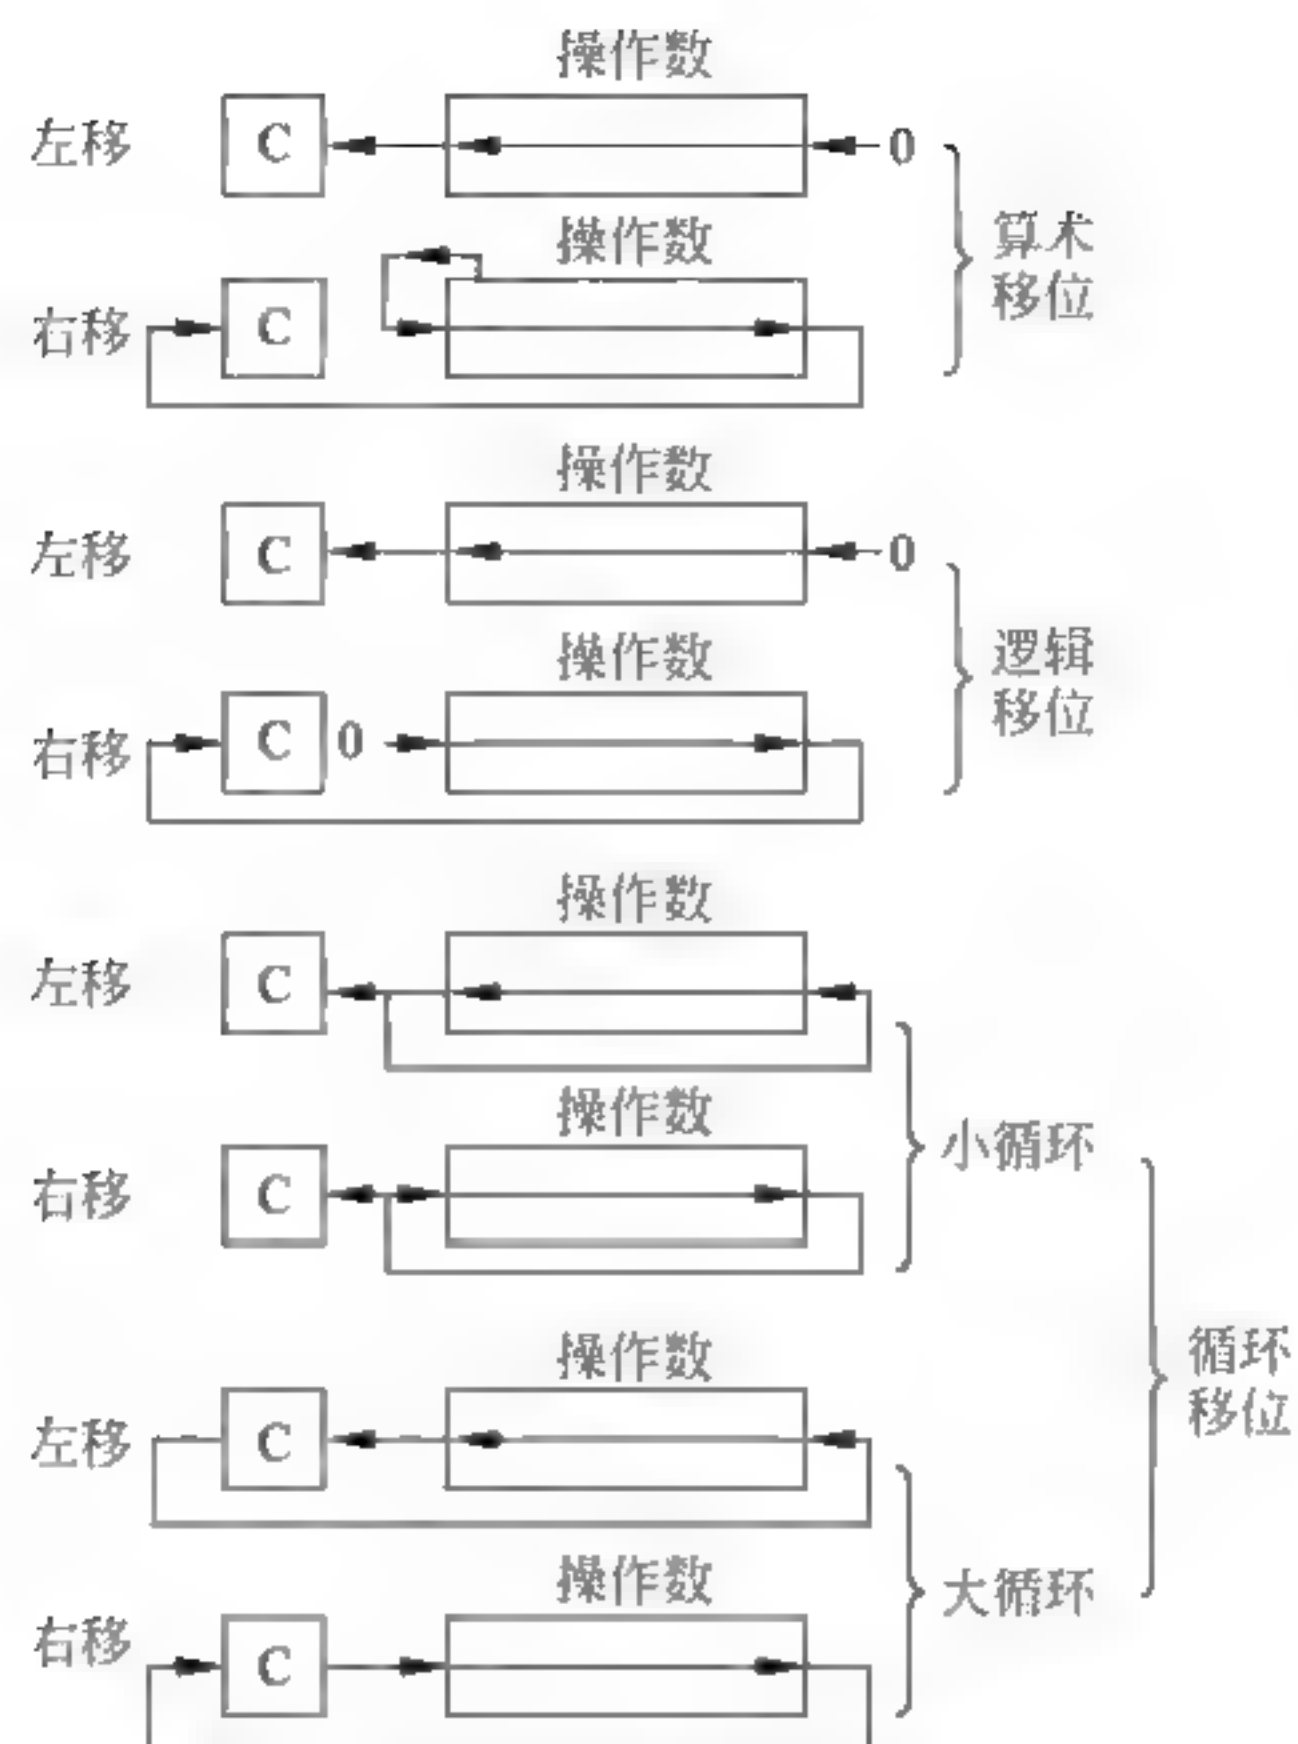 操作数
左移 C 0
操作数
右移 C
算术
移位
操作数
左移 C 0
操作数
右移 C 0
逻辑
移位
操作数
左移 C
操作数
右移 C
小循环
操作数
左移 C
操作数
右移 C
大循环
循环
移位